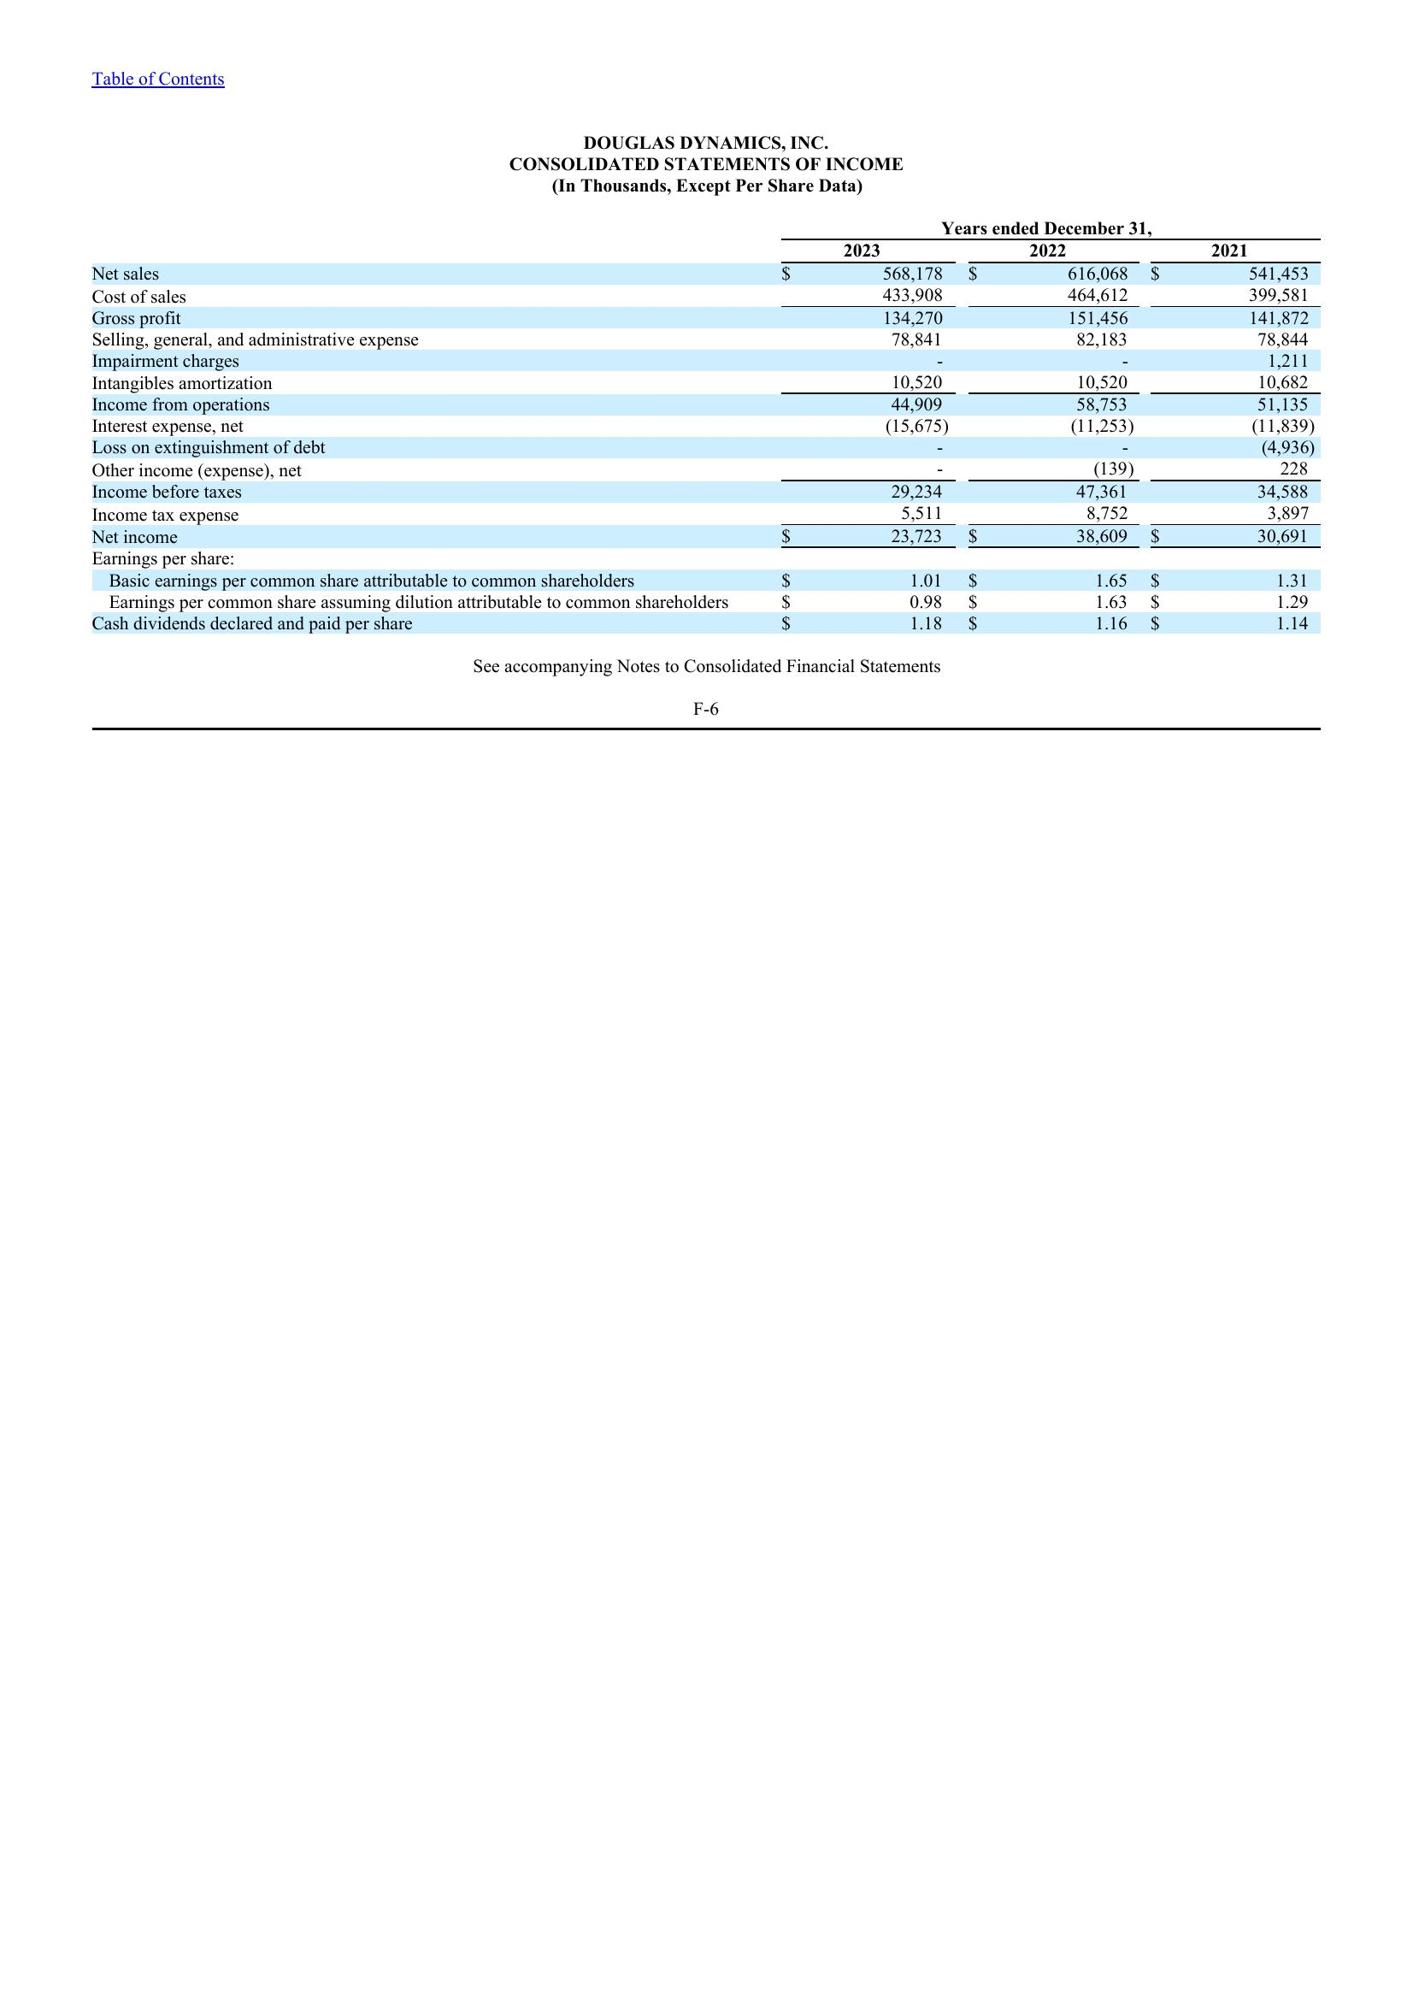 Table of Contents
DOUGLAS DYNAMICS, INC.
CONSOLIDATED STATEMENTS OF INCOME
(In Thousands, Except Per Share Data)
Years ended December 31,
2023 2022 2021
Net sales $ 568,178 $ 616,068 $ 541,453
Cost of sales 433,908 464,612 399,581
Gross profit 134,270 151,456 141,872
Selling, general, and administrative expense 78,841 82,183 78,844
Impairment charges - - 1,211
Intangibles amortization 10,520 10,520 10,682
Income from operations 44,909 58,753 51,135
Interest expense, net (15,675) (11,253) (11,839)
Loss on extinguishment of debt - - (4,936)
Other income (expense), net - (139) 228
Income before taxes 29,234 47,361 34,588
Income tax expense 5,511 8,752 3,897
Net income $ 23,723 $ 38,609 $ 30,691
Earnings per share:
Basic earnings per common share attributable to common shareholders $ 1.01 $ 1.65 $ 1.31
Earnings per common share assuming dilution attributable to common shareholders $ 0.98 $ 1.63 $ 1.29
Cash dividends declared and paid per share $ 1.18 $ 1.16 $ 1.14
See accompanying Notes to Consolidated Financial Statements
F-6